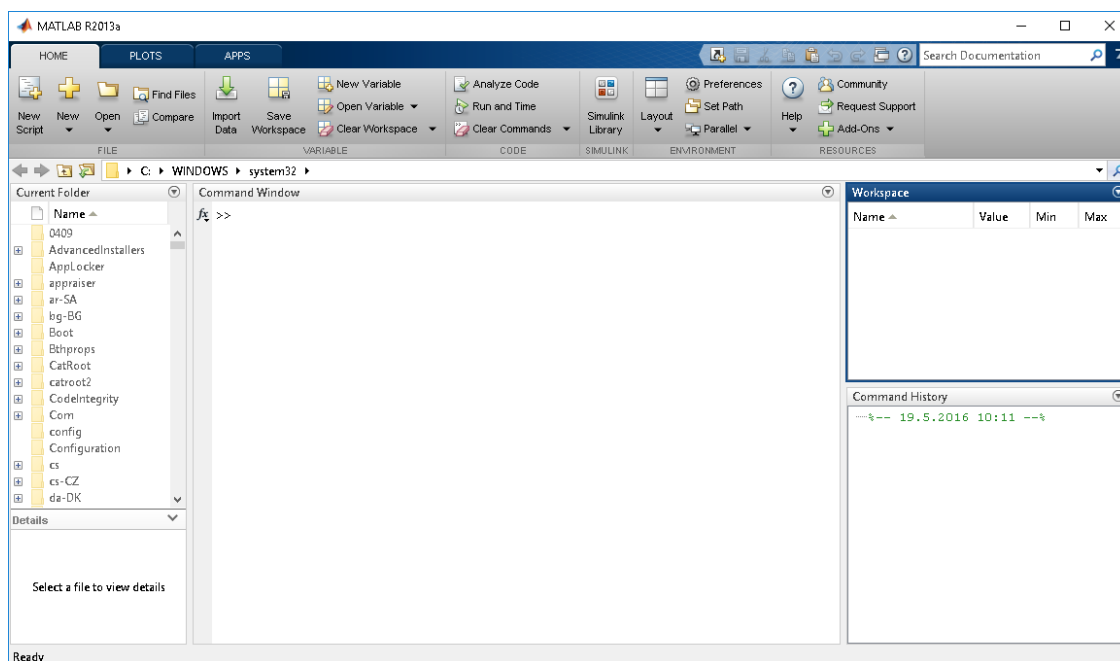 MATLAB R2013a
HOME PLOTS APPS Search Documentation
New Script New Open Find Files Compare FILE
Import Data Save Workspace New Variable Open Variable Clear Workspace VARIABLE
Analyze Code Run and Time Clear Commands CODE
Simulink Library SIMULINK
Layout Preferences Set Path Parallel ENVIRONMENT
Help Community Request Support Add-Ons RESOURCES
C: WINDOWS system32
Current Folder
Name
0409
AdvancedInstallers
AppLocker
appraiser
ar-SA
bg-BG
Boot
Bthprops
CatRoot
catroot2
CodeIntegrity
Com
config
Configuration
cs
cs-CZ
da-DK
Details
Select a file to view details
Command Window
fx >>
Workspace
Name Value Min Max
Command History
%-- 19.5.2016 10:11 --%
Ready